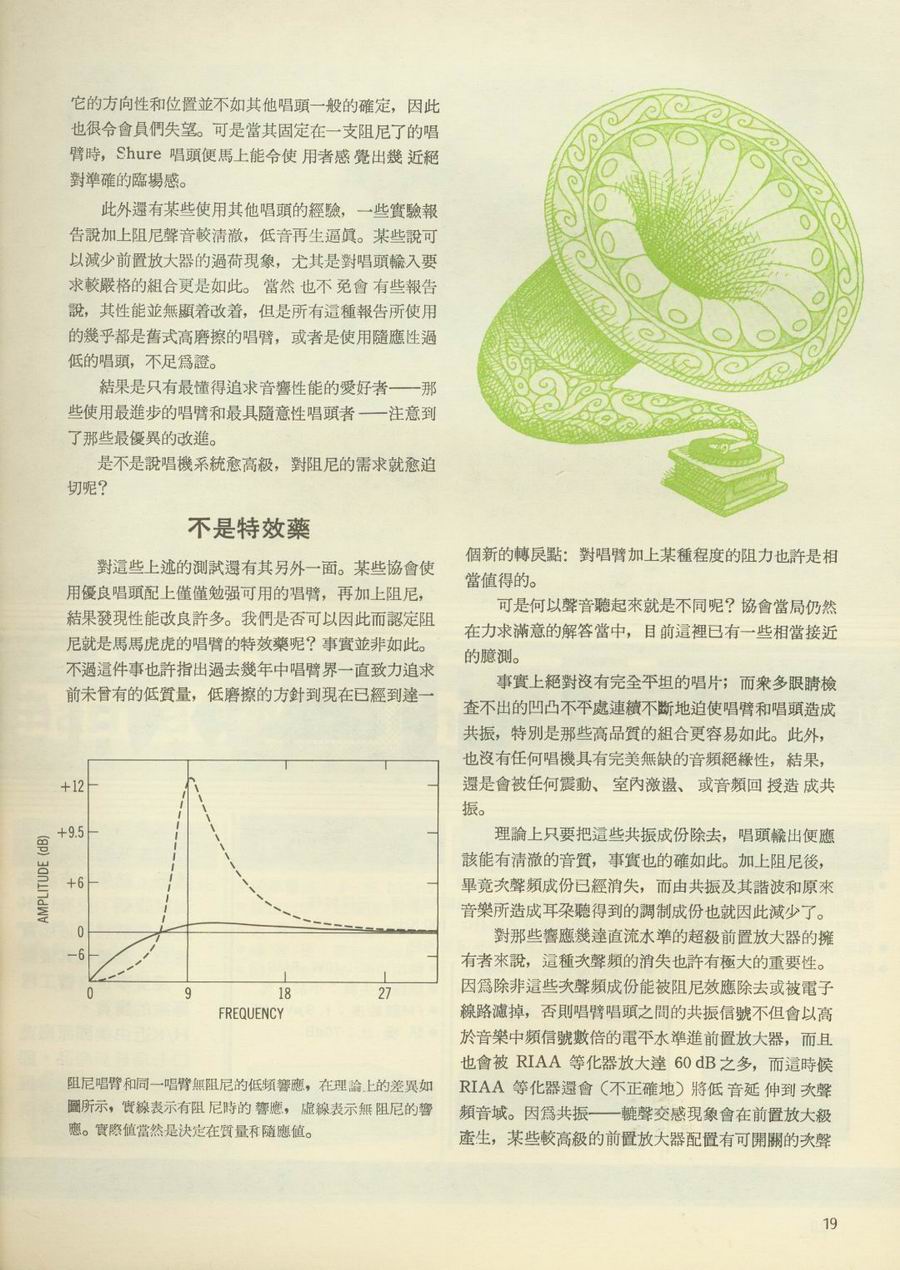 它的方向性和位置並不如其他唱頭一般的確定，因此
也很令會員們失望。可是當其固定在一支阻尼了的唱
臂時，Shure 唱頭便馬上能令使用者感覺出幾近絕
對準確的臨場感。
此外還有某些使用其他唱頭的經驗，一些實驗報
告說加上阻尼聲音較清澈，低音再生逼眞。某些說可
以減少前置放大器的過荷現象，尤其是對唱頭輸入要
求較嚴格的組合更是如此。當然也不免會有些報告
說，其性能並無顯着改着，但是所有這種報告所使用
的幾乎都是舊式高磨擦的唱臂，或者是使用隨應性過
低的唱頭，不足爲證。
結果是只有最懂得追求音響性能的愛好者——那
些使用最進步的唱臂和最具隨意性唱頭者——注意到
了那些最優異的改進。
是不是說唱機系統愈高級，對阻尼的需求就愈迫
切呢？
不是特效藥
對這些上述的測試還有其另外一面。某些協會使
用優良唱頭配上僅僅勉强可用的唱臂，再加上阻尼，
結果發現性能改良許多。我們是否可以因此而認定阻
尼就是馬馬虎虎的唱臂的特效藥呢？事實並非如此。
不過這件事也許指出過去幾年中唱臂界一直致力追求
前未曾有的低質量，低磨擦的方針到現在已經到達一
+12
+9.5
+6
0
−6
AMPLITUDE (dB)
0 9 18 27
FREQUENCY
阻尼唱臂和同一唱臂無阻尼的低頻響應，在理論上的差異如
圖所示，實線表示有阻尼時的響應，虛線表示無阻尼的響
應。實際値當然是決定在質量和隨應値。
個新的轉戾點：對唱臂加上某種程度的阻力也許是相
當值得的。
可是何以聲音聽起來就是不同呢？協會當局仍然
在力求滿意的解答當中，目前這裡已有一些相當接近
的臆測。
事實上絕對沒有完全平坦的唱片；而衆多眼睛檢
查不出的凹凸不平處連續不斷地迫使唱臂和唱頭造成
共振，特別是那些高品質的組合更容易如此。此外，
也沒有任何唱機具有完美無缺的音頻絕緣性，結果，
還是會被任何震動、室內激盪、或音頻回授造成共
振。
理論上只要把這些共振成份除去，唱頭輸出便應
該能有清澈的音質，事實也的確如此。加上阻尼後，
畢竟次聲頻成份已經消失，而由共振及其諧波和原來
音樂所造成耳朶聽得到的調制成份也就因此減少了。
對那些響應幾達直流水準的超級前置放大器的擁
有者來說，這種次聲頻的消失也許有極大的重要性。
因爲除非這些次聲頻成份能被阻尼效應除去或被電子
線路濾掉，否則唱臂唱頭之間的共振信號不但會以高
於音樂中頻信號數倍的電平水準進前置放大器，而且
也會被 RIAA 等化器放大達 60 dB 之多，而這時候
RIAA 等化器還會（不正確地）將低音延伸到次聲
頻音域。因爲共振——轆聲交感現象會在前置放大級
產生，某些較高級的前置放大器配置有可開關的次聲
19